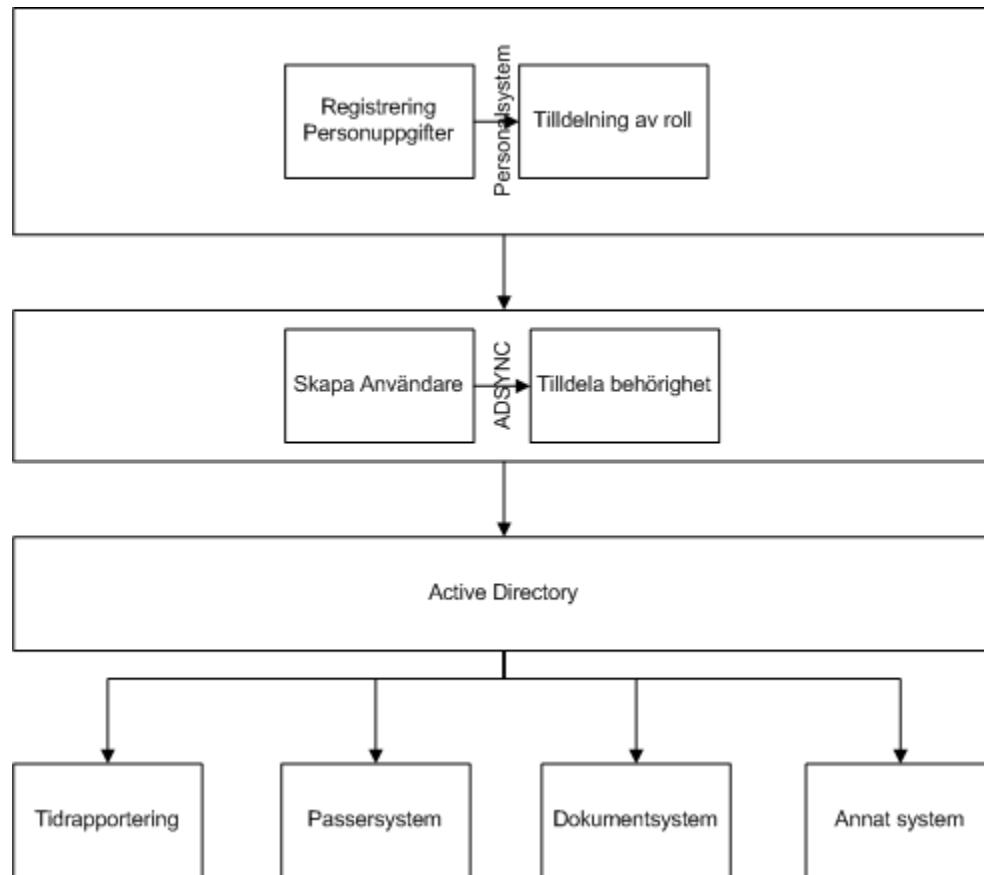 Registrering
Personuppgifter
Personalsystem
Tilldelning av roll
Skapa Användare
ADSYNC
Tilldela behörighet
Active Directory
Tidrapportering
Passersystem
Dokumentsystem
Annat system